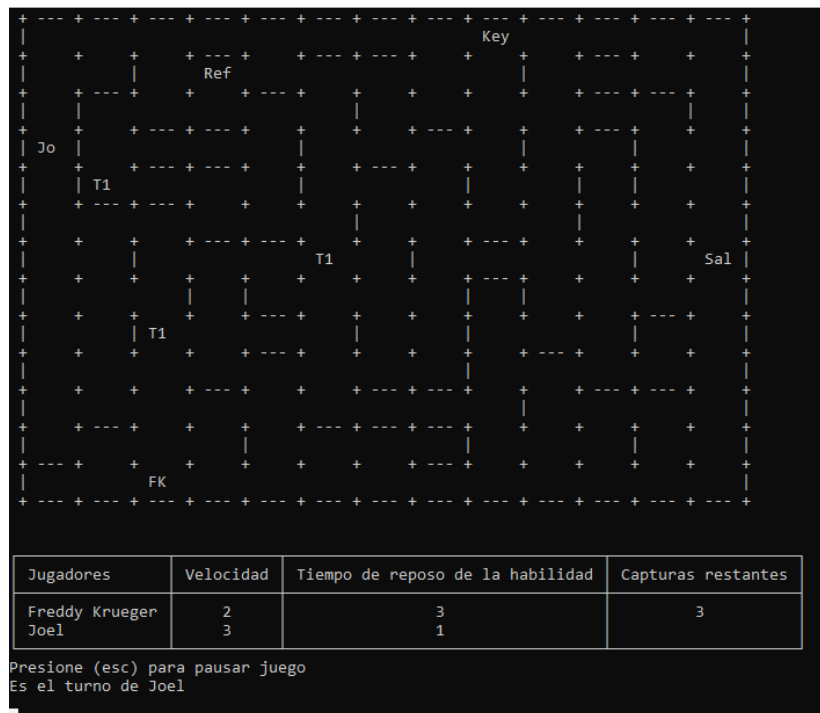 Key
Ref
Jo
T1
T1
Sal
T1
FK
Jugadores Velocidad Tiempo de reposo de la habilidad Capturas restantes
Freddy Krueger 2 3 3
Joel 3 1
Presione (esc) para pausar juego
Es el turno de Joel